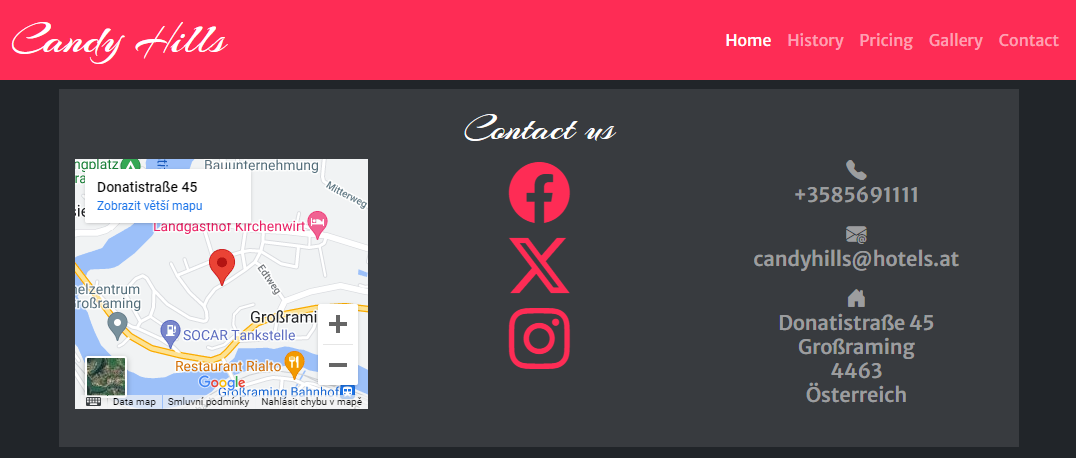 Candy Hills
Home History Pricing Gallery Contact
Contact us
Bauunternehmung
Donatistraße 45
Zobrazit větší mapu
Mitterweg
Landgasthof Kirchenwirt
Edtweg
Großraming
SOCAR Tankstelle
Restaurant Rialto
Google
Großraming Bahnhof
Data map Smluvní podmínky Nahlásit chybu v mapě
+3585691111
candyhills@hotels.at
Donatistraße 45
Großraming
4463
Österreich